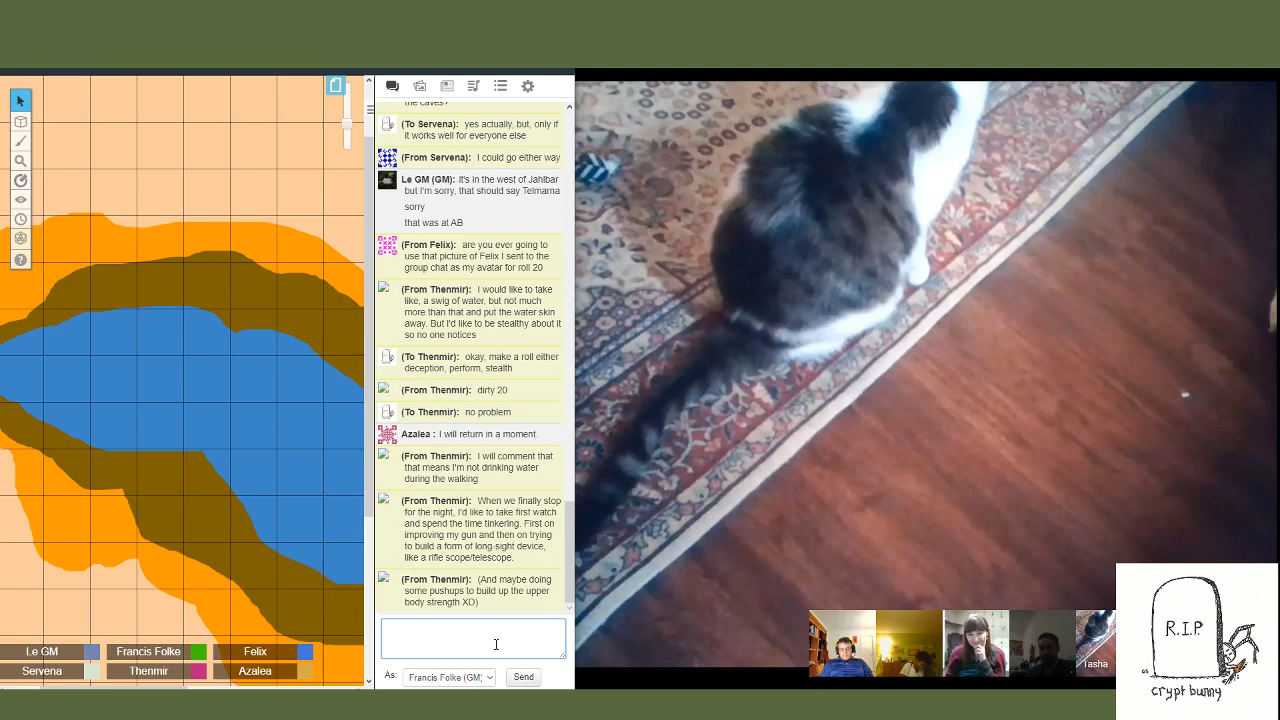 the caves?
(To Servena): yes actually, but, only if
it works well for everyone else
(From Servena): I could go either way
Le GM (GM): It's in the west of Jahlbar
but I'm sorry, that should say Telmarna
sorry
that was at AB
(From Felix): are you ever going to
use that picture of Felix I sent to the
group chat as my avatar for roll 20
(From Thenmir): I would like to take
like, a swig of water, but not much
more than that and put the water skin
away. But I'd like to be stealthy about it
so no one notices
(To Thenmir): okay, make a roll either
deception, perform, stealth
(From Thenmir): dirty 20
(To Thenmir): no problem
Azalea : I will return in a moment.
(From Thenmir): I will comment that
that means I'm not drinking water
during the walking
(From Thenmir): When we finally stop
for the night, I'd like to take first watch
and spend the time tinkering. First on
improving my gun and then on trying
to build a form of long-sight device,
like a rifle scope/telescope.
(From Thenmir): (And maybe doing
some pushups to build up the upper
body strength XD)
As: Francis Folke (GM) Send
Le GM Francis Folke Felix
Servena Thenmir Azalea
Iasha
R.I.P.
crypt bunny